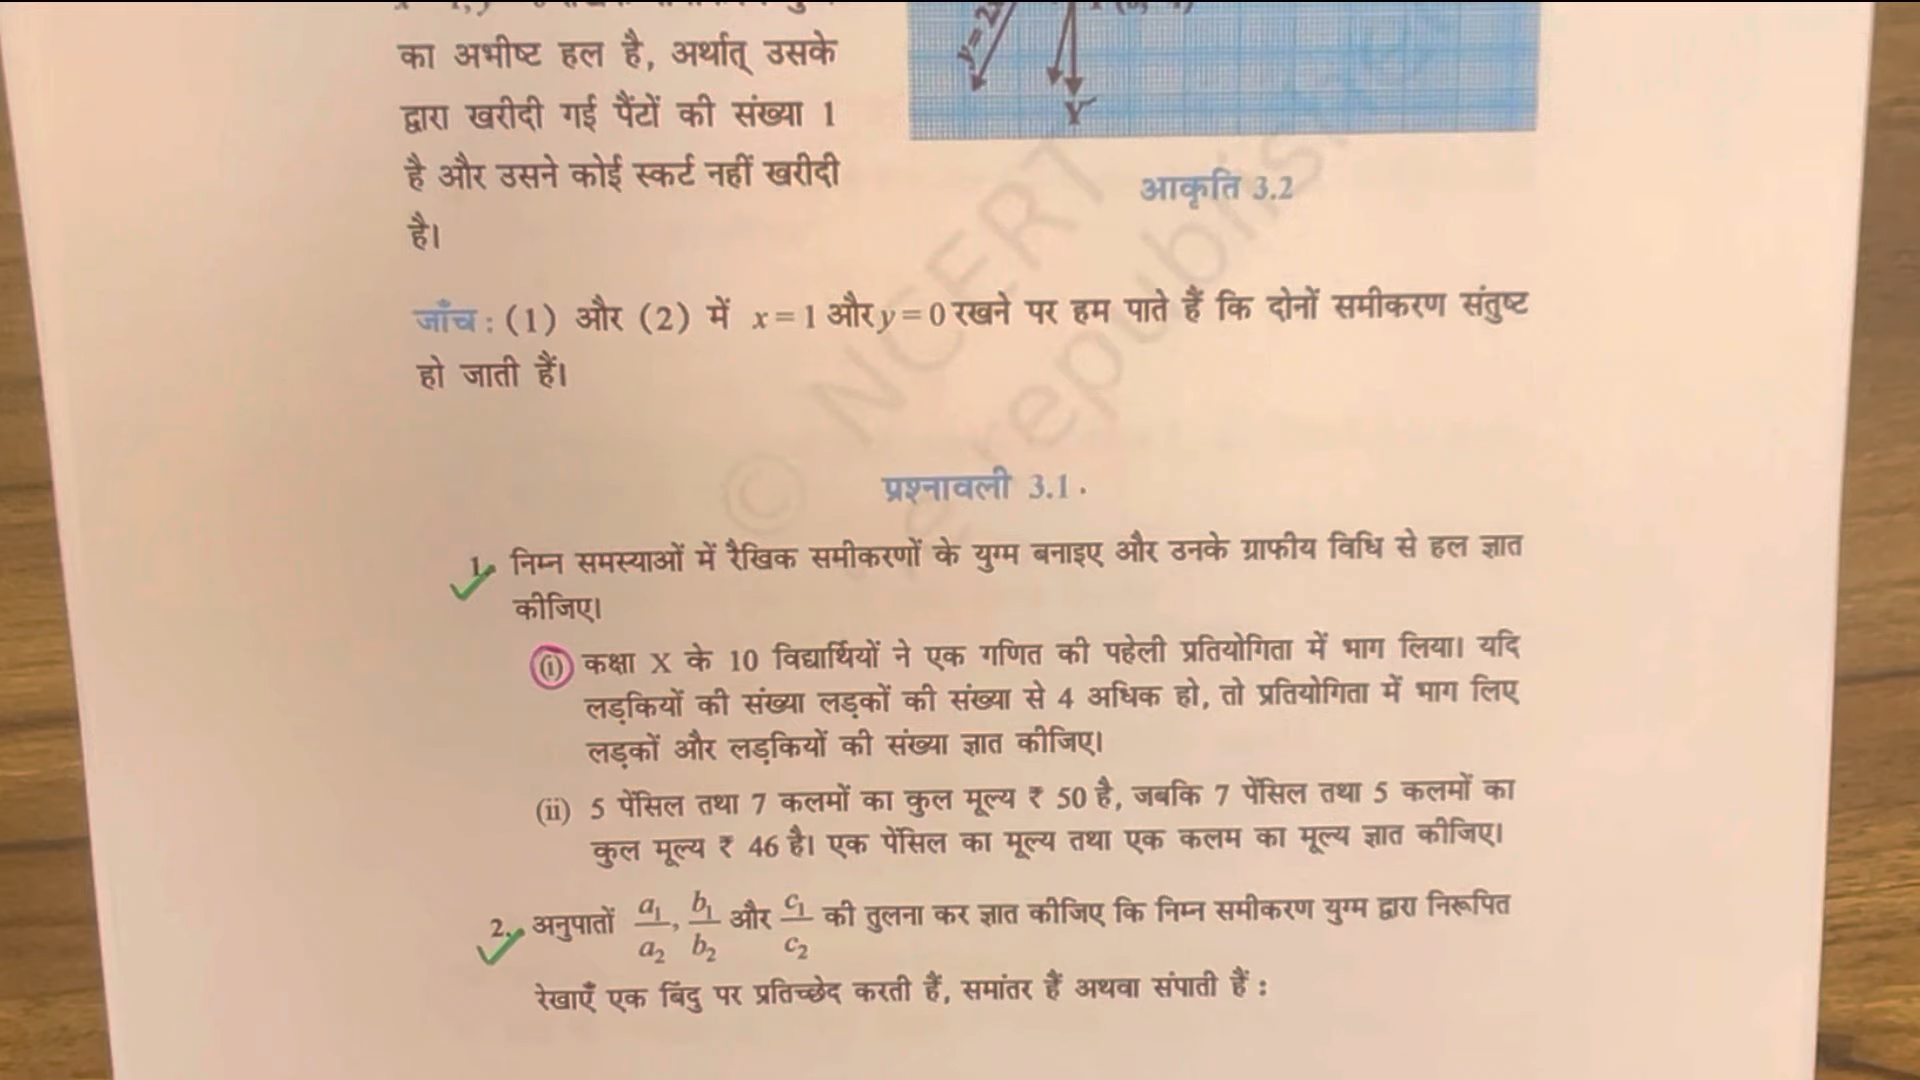 का अभीष्ट हल है, अर्थात् उसके
द्वारा खरीदी गई पैंटों की संख्या 1
है और उसने कोई स्कर्ट नहीं खरीदी
है।
Y′
आकृति 3.2
जाँच : (1) और (2) में x = 1 और y = 0 रखने पर हम पाते हैं कि दोनों समीकरण संतुष्ट
हो जाती हैं।
© NCERT
republish
प्रश्नावली 3.1
1. निम्न समस्याओं में रैखिक समीकरणों के युग्म बनाइए और उनके ग्राफीय विधि से हल ज्ञात
कीजिए।
(i) कक्षा X के 10 विद्यार्थियों ने एक गणित की पहेली प्रतियोगिता में भाग लिया। यदि
लड़कियों की संख्या लड़कों की संख्या से 4 अधिक हो, तो प्रतियोगिता में भाग लिए
लड़कों और लड़कियों की संख्या ज्ञात कीजिए।
(ii) 5 पेंसिल तथा 7 कलमों का कुल मूल्य ₹ 50 है, जबकि 7 पेंसिल तथा 5 कलमों का
कुल मूल्य ₹ 46 है। एक पेंसिल का मूल्य तथा एक कलम का मूल्य ज्ञात कीजिए।
2. अनुपातों a₁/a₂, b₁/b₂ और c₁/c₂ की तुलना कर ज्ञात कीजिए कि निम्न समीकरण युग्म द्वारा निरूपित
रेखाएँ एक बिंदु पर प्रतिच्छेद करती हैं, समांतर हैं अथवा संपाती हैं :